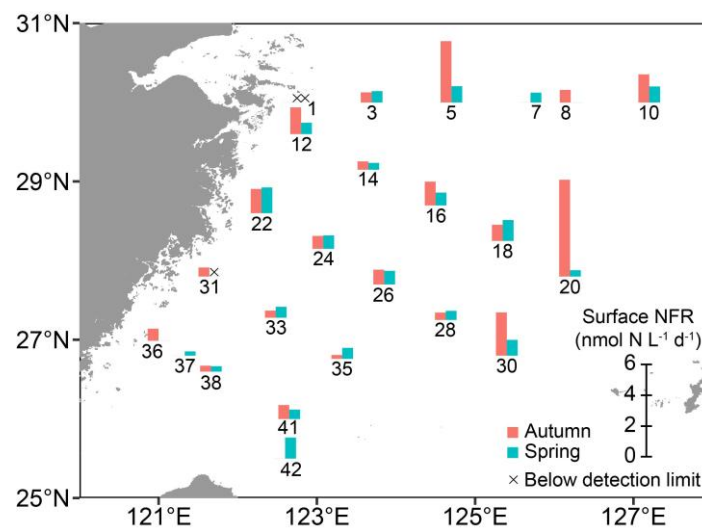 31°N
1
3
5
7
8
10
12
14
29°N
16
22
18
24
31
26
20
Surface NFR
(nmol N L⁻¹ d⁻¹)
27°N
33
28
36
37
35
30
6
38
4
2
41
Autumn
0
Spring
42
× Below detection limit
25°N
121°E
123°E
125°E
127°E